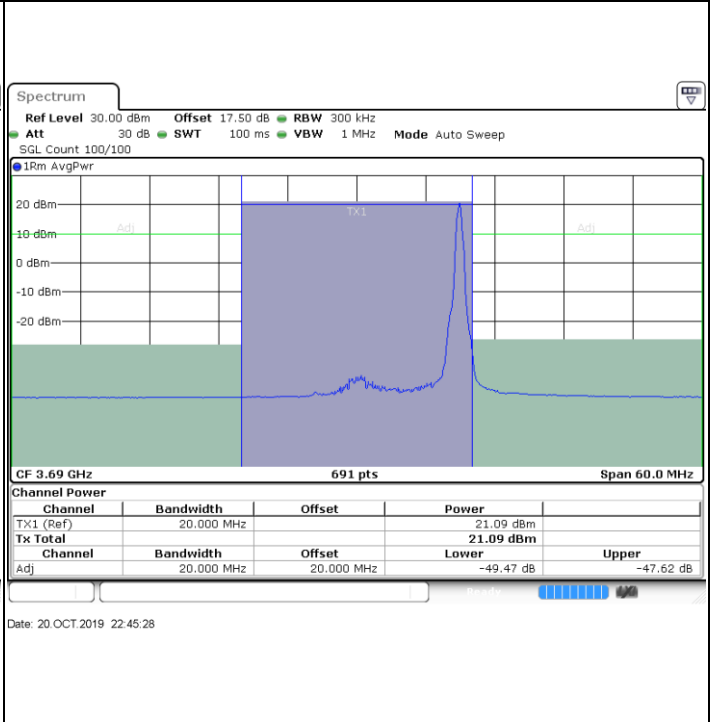 Spectrum
Ref Level 30.00 dBm Offset 17.50 dB RBW 300 kHz
Att 30 dB SWT 100 ms VBW 1 MHz Mode Auto Sweep
SGL Count 100/100
1Rm AvgPwr
20 dBm
TX1
Adj
Adj
10 dBm
0 dBm
-10 dBm
-20 dBm
CF 3.69 GHz 691 pts Span 60.0 MHz
Channel Power
Channel Bandwidth Offset Power
TX1 (Ref) 20.000 MHz 21.09 dBm
Tx Total 21.09 dBm
Channel Bandwidth Offset Lower Upper
Adj 20.000 MHz 20.000 MHz -49.47 dB -47.62 dB
Ready
Date: 20.OCT.2019 22:45:28